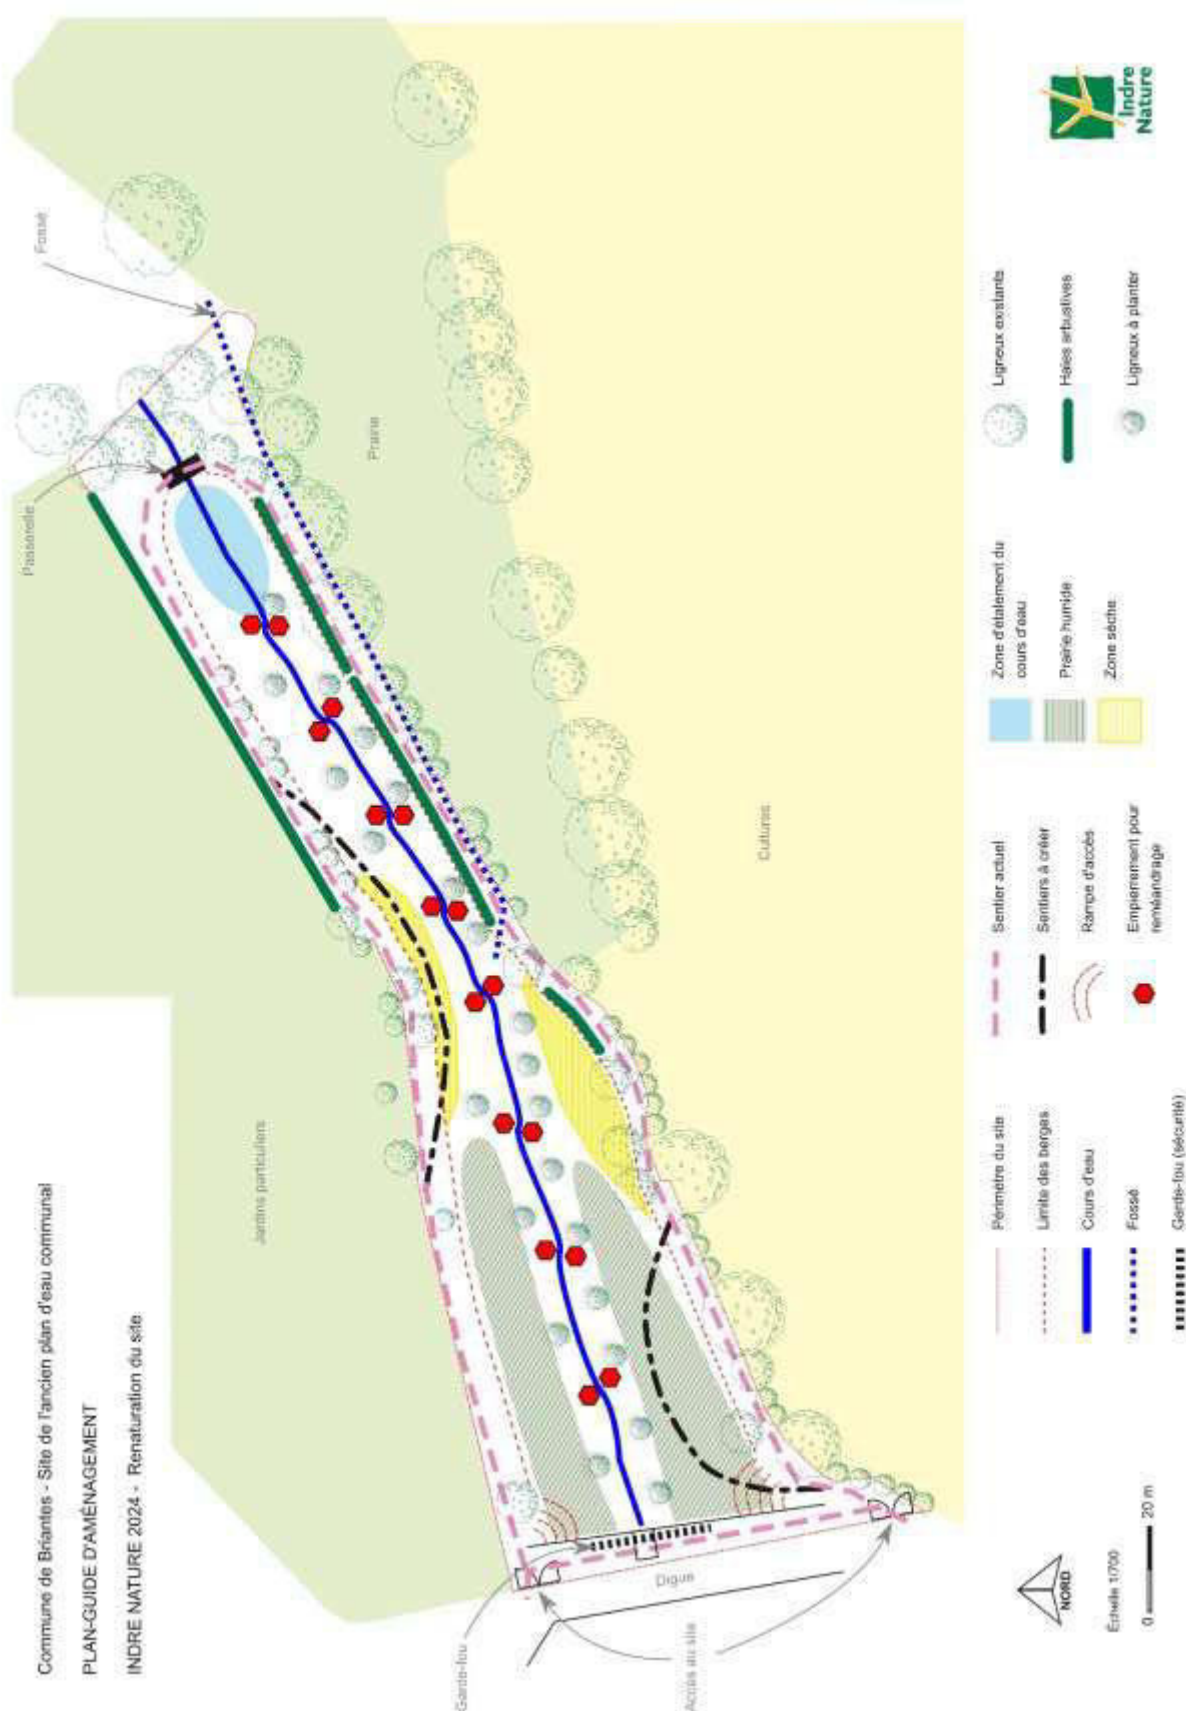 Commune de Briantes - Site de l'ancien plan d'eau communal
PLAN-GUIDE D'AMÉNAGEMENT
INDRE NATURE 2024 - Renaturation du site
Passerelle
Fossé
Jardins particuliers
Prairie
Cultures
Garde-fou
Digue
Accès au site
NORD
Échelle 1/700
0
20 m
Périmètre du site
Limite des berges
Cours d'eau
Fossé
Garde-fou (sécurité)
Sentier actuel
Sentiers à créer
Rampe d'accès
Empierrement pour
reméandrage
Zone d'étalement du
cours d'eau
Prairie humide
Zone sèche
Ligneux existants
Haies arbustives
Ligneux à planter
Indre
Nature